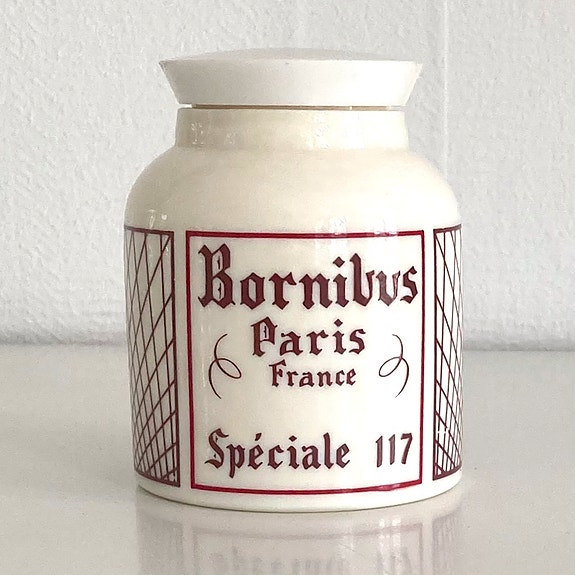 Bornibus
Paris
France
Spéciale 117